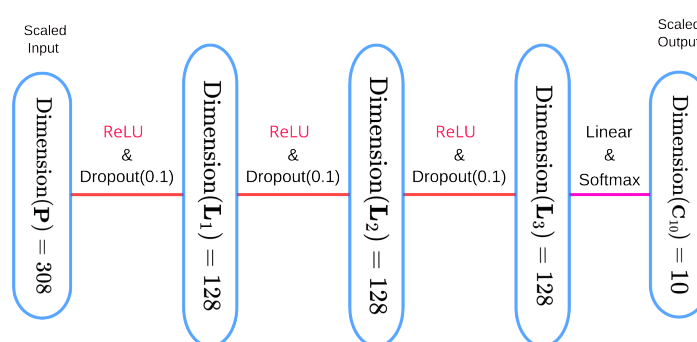 Scaled
Input
Dimension(P) = 308
ReLU
&
Dropout(0.1)
Dimension(L₁) = 128
ReLU
&
Dropout(0.1)
Dimension(L₂) = 128
ReLU
&
Dropout(0.1)
Dimension(L₃) = 128
Linear
&
Softmax
Scaled
Output
Dimension(C₁₀) = 10